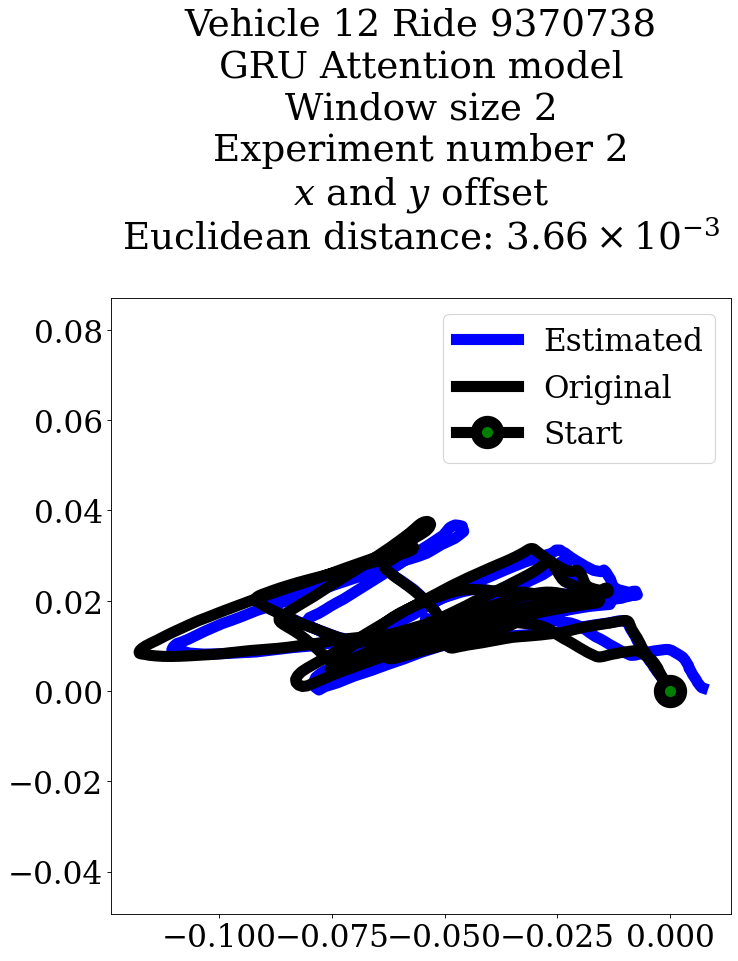 Vehicle 12 Ride 9370738
GRU Attention model
Window size 2
Experiment number 2
x and y offset
Euclidean distance: 3.66 × 10⁻³
Estimated
Original
Start
0.08
0.06
0.04
0.02
0.00
−0.02
−0.04
−0.100 −0.075 −0.050 −0.025 0.000